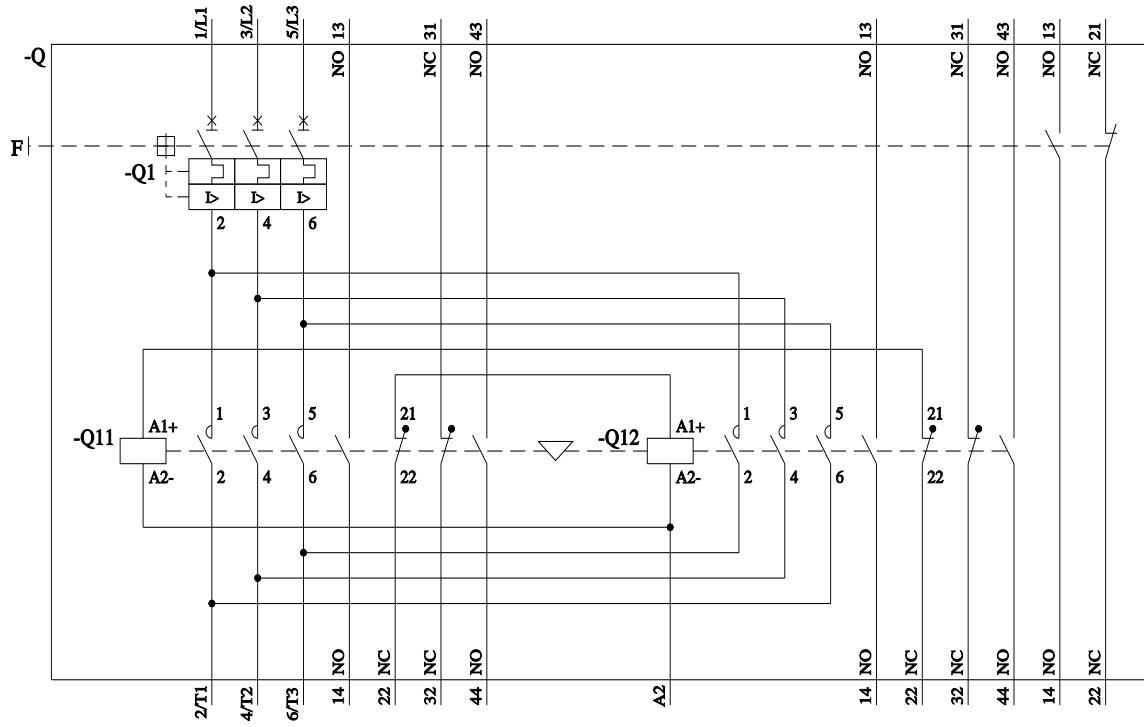 1/L1 3/L2 5/L3 13 31 43 13 31 43 13 21
-Q NO NC NO NO NC NO NO NC
F
-Q1
I> I> I>
2 4 6
1 3 5 21 1 3 5 21
-Q11 A1+ -Q12 A1+
A2- 2 4 6 22 A2- 2 4 6 22
NO NC NC NO NO NC NC NO NO NC
2/T1 4/T2 6/T3 14 22 32 44 A2 14 22 32 44 14 22